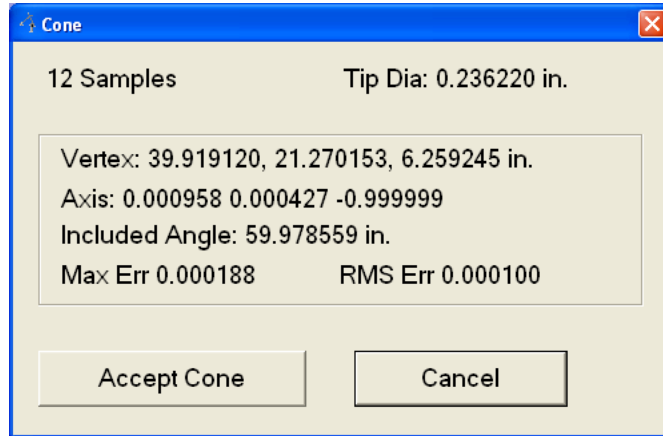 Cone
12 Samples Tip Dia: 0.236220 in.
Vertex: 39.919120, 21.270153, 6.259245 in.
Axis: 0.000958 0.000427 -0.999999
Included Angle: 59.978559 in.
Max Err 0.000188 RMS Err 0.000100
Accept Cone Cancel